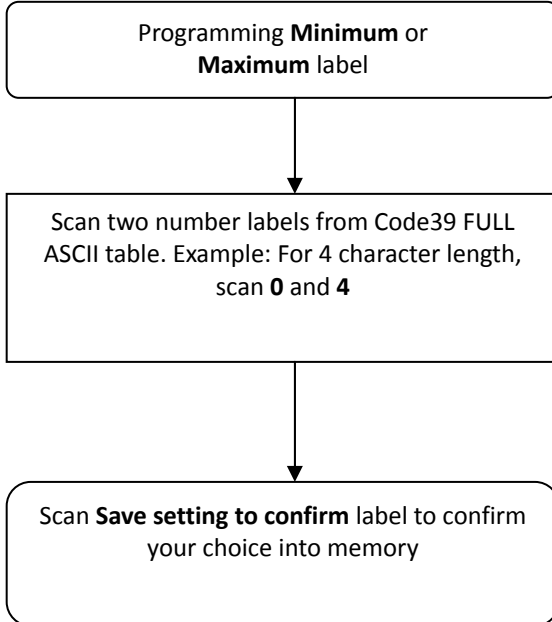 Programming Minimum or
Maximum label
Scan two number labels from Code39 FULL
ASCII table. Example: For 4 character length,
scan 0 and 4
Scan Save setting to confirm label to confirm
your choice into memory